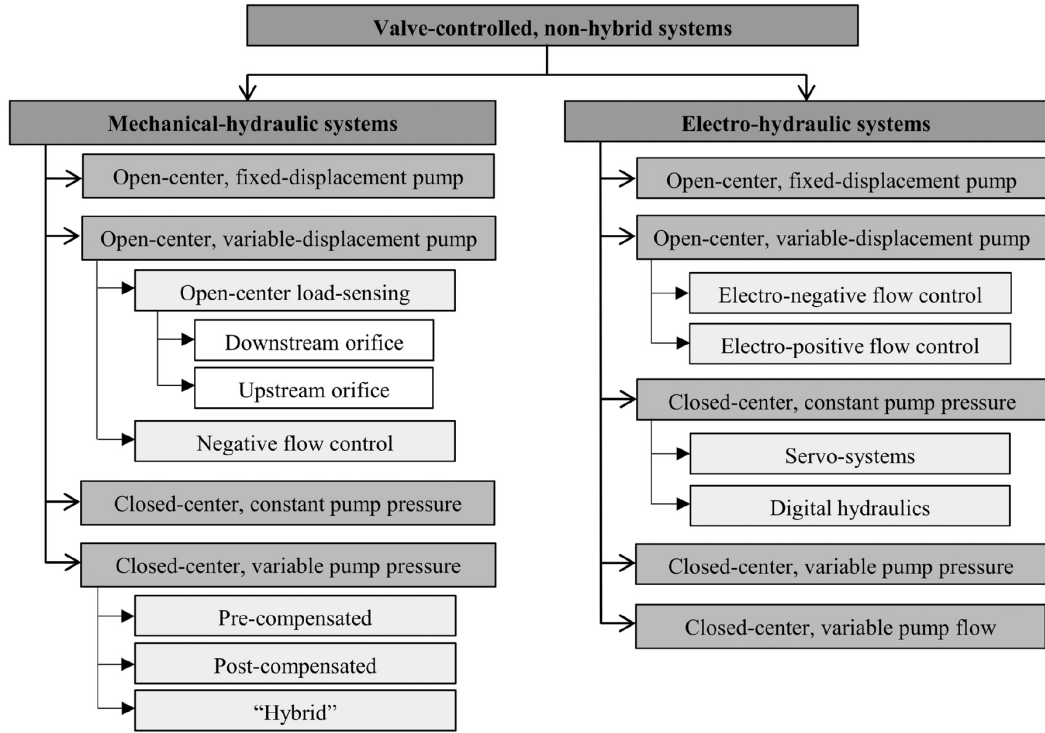 Valve-controlled, non-hybrid systems
Mechanical-hydraulic systems
Open-center, fixed-displacement pump
Open-center, variable-displacement pump
Open-center load-sensing
Downstream orifice
Upstream orifice
Negative flow control
Closed-center, constant pump pressure
Closed-center, variable pump pressure
Pre-compensated
Post-compensated
“Hybrid”
Electro-hydraulic systems
Open-center, fixed-displacement pump
Open-center, variable-displacement pump
Electro-negative flow control
Electro-positive flow control
Closed-center, constant pump pressure
Servo-systems
Digital hydraulics
Closed-center, variable pump pressure
Closed-center, variable pump flow